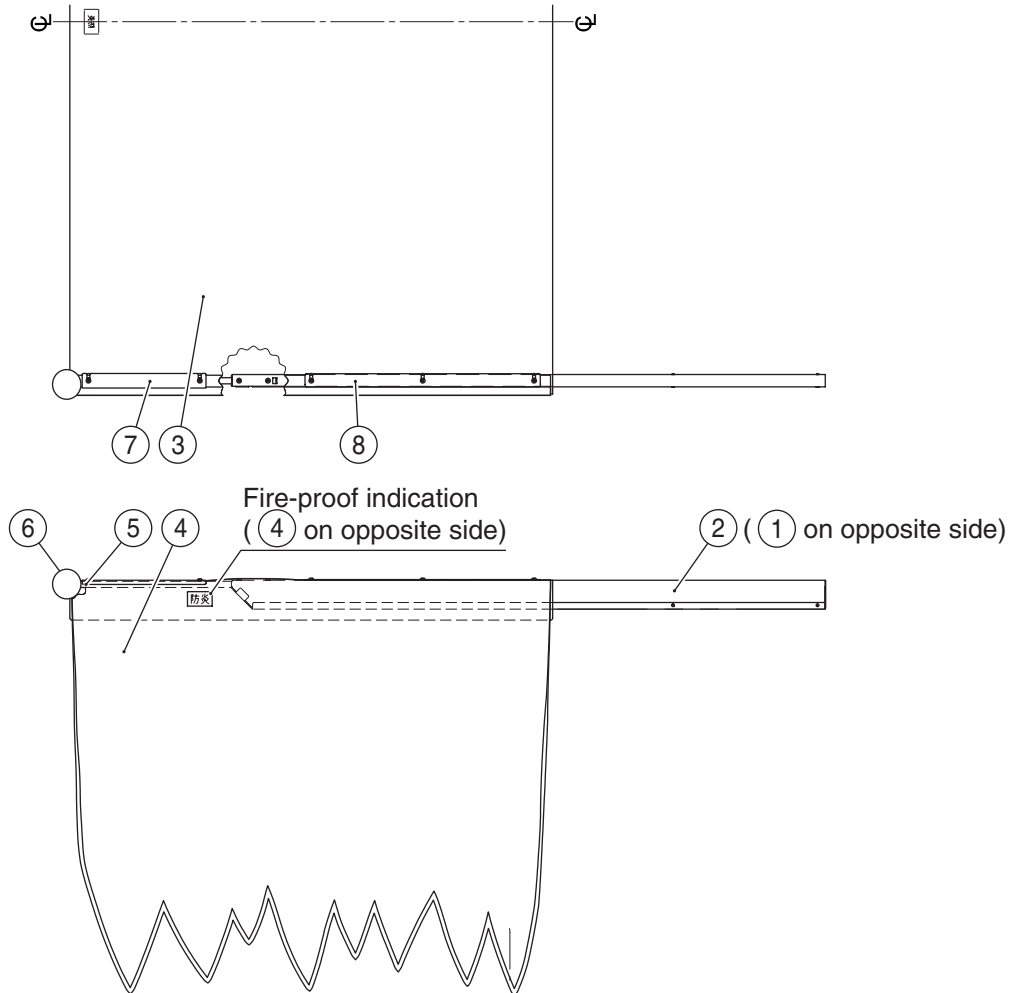 7 3 8
Fire-proof indication
( 4 on opposite side)
6 5 4
2 ( 1 on opposite side)
防炎